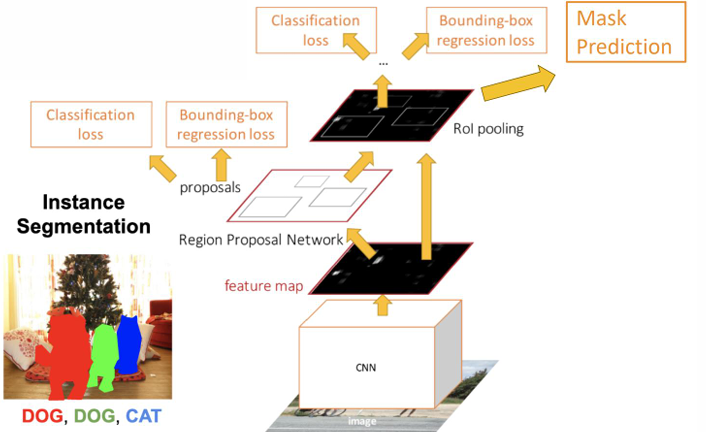 Classification
loss
Bounding-box
regression loss
Mask
Prediction
...
RoI pooling
Classification
loss
Bounding-box
regression loss
proposals
Instance
Segmentation
Region Proposal Network
feature map
CNN
image
DOG, DOG, CAT